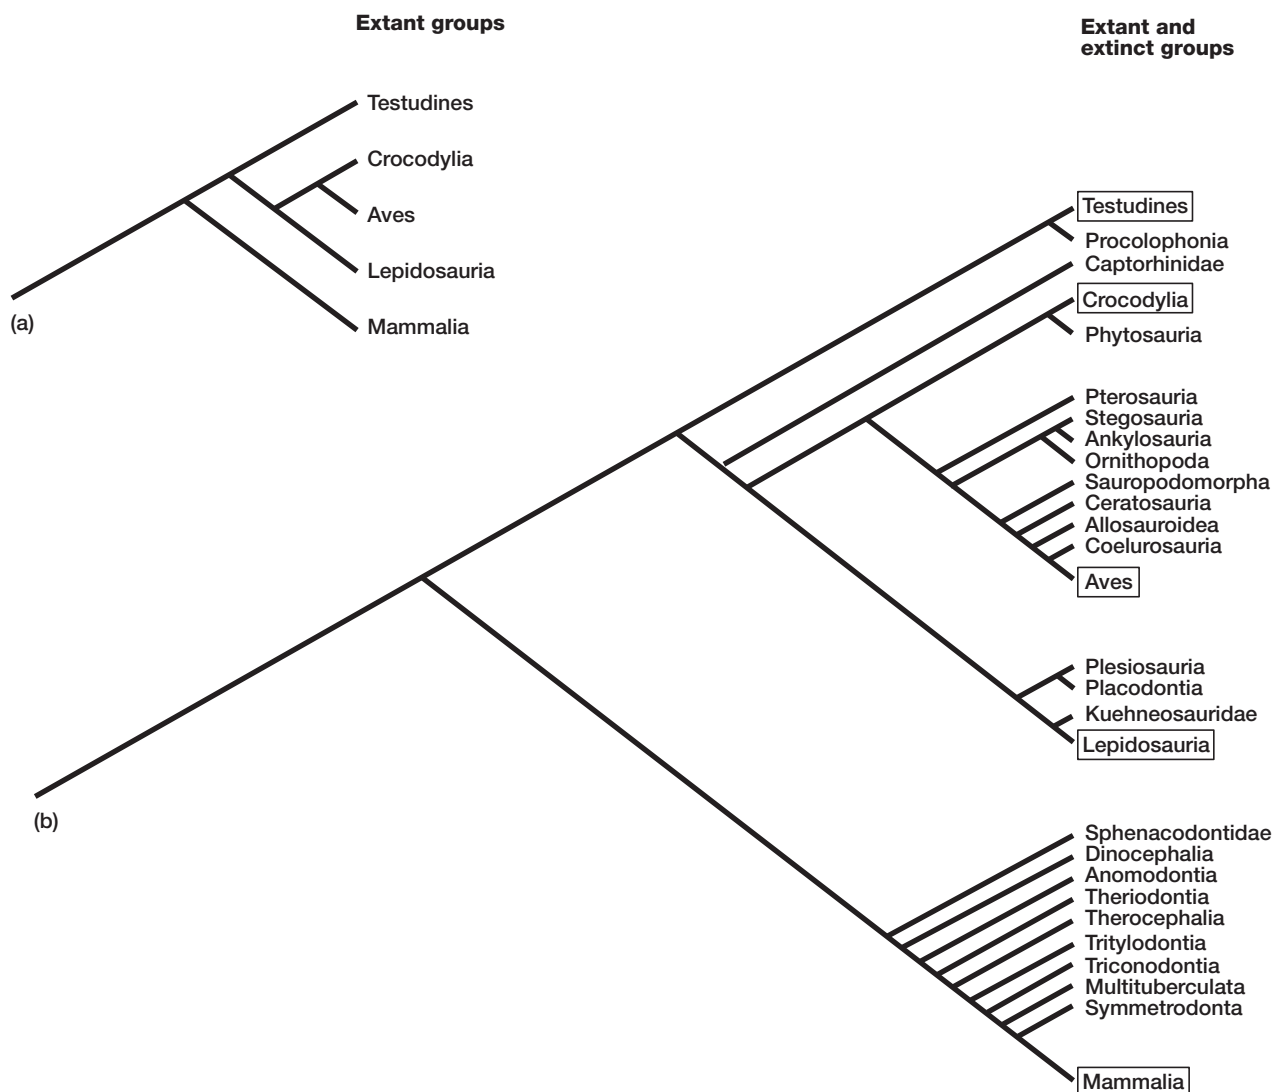 Extant groups
Testudines
Crocodylia
Aves
Lepidosauria
Mammalia
(a)
Extant and
extinct groups
Testudines
Procolophonia
Captorhinidae
Crocodylia
Phytosauria
Pterosauria
Stegosauria
Ankylosauria
Ornithopoda
Sauropodomorpha
Ceratosauria
Allosauroidea
Coelurosauria
Aves
Plesiosauria
Placodontia
Kuehneosauridae
Lepidosauria
(b)
Sphenacodontidae
Dinocephalia
Anomodontia
Theriodontia
Therocephalia
Tritylodontia
Triconodontia
Multituberculata
Symmetrodonta
Mammalia